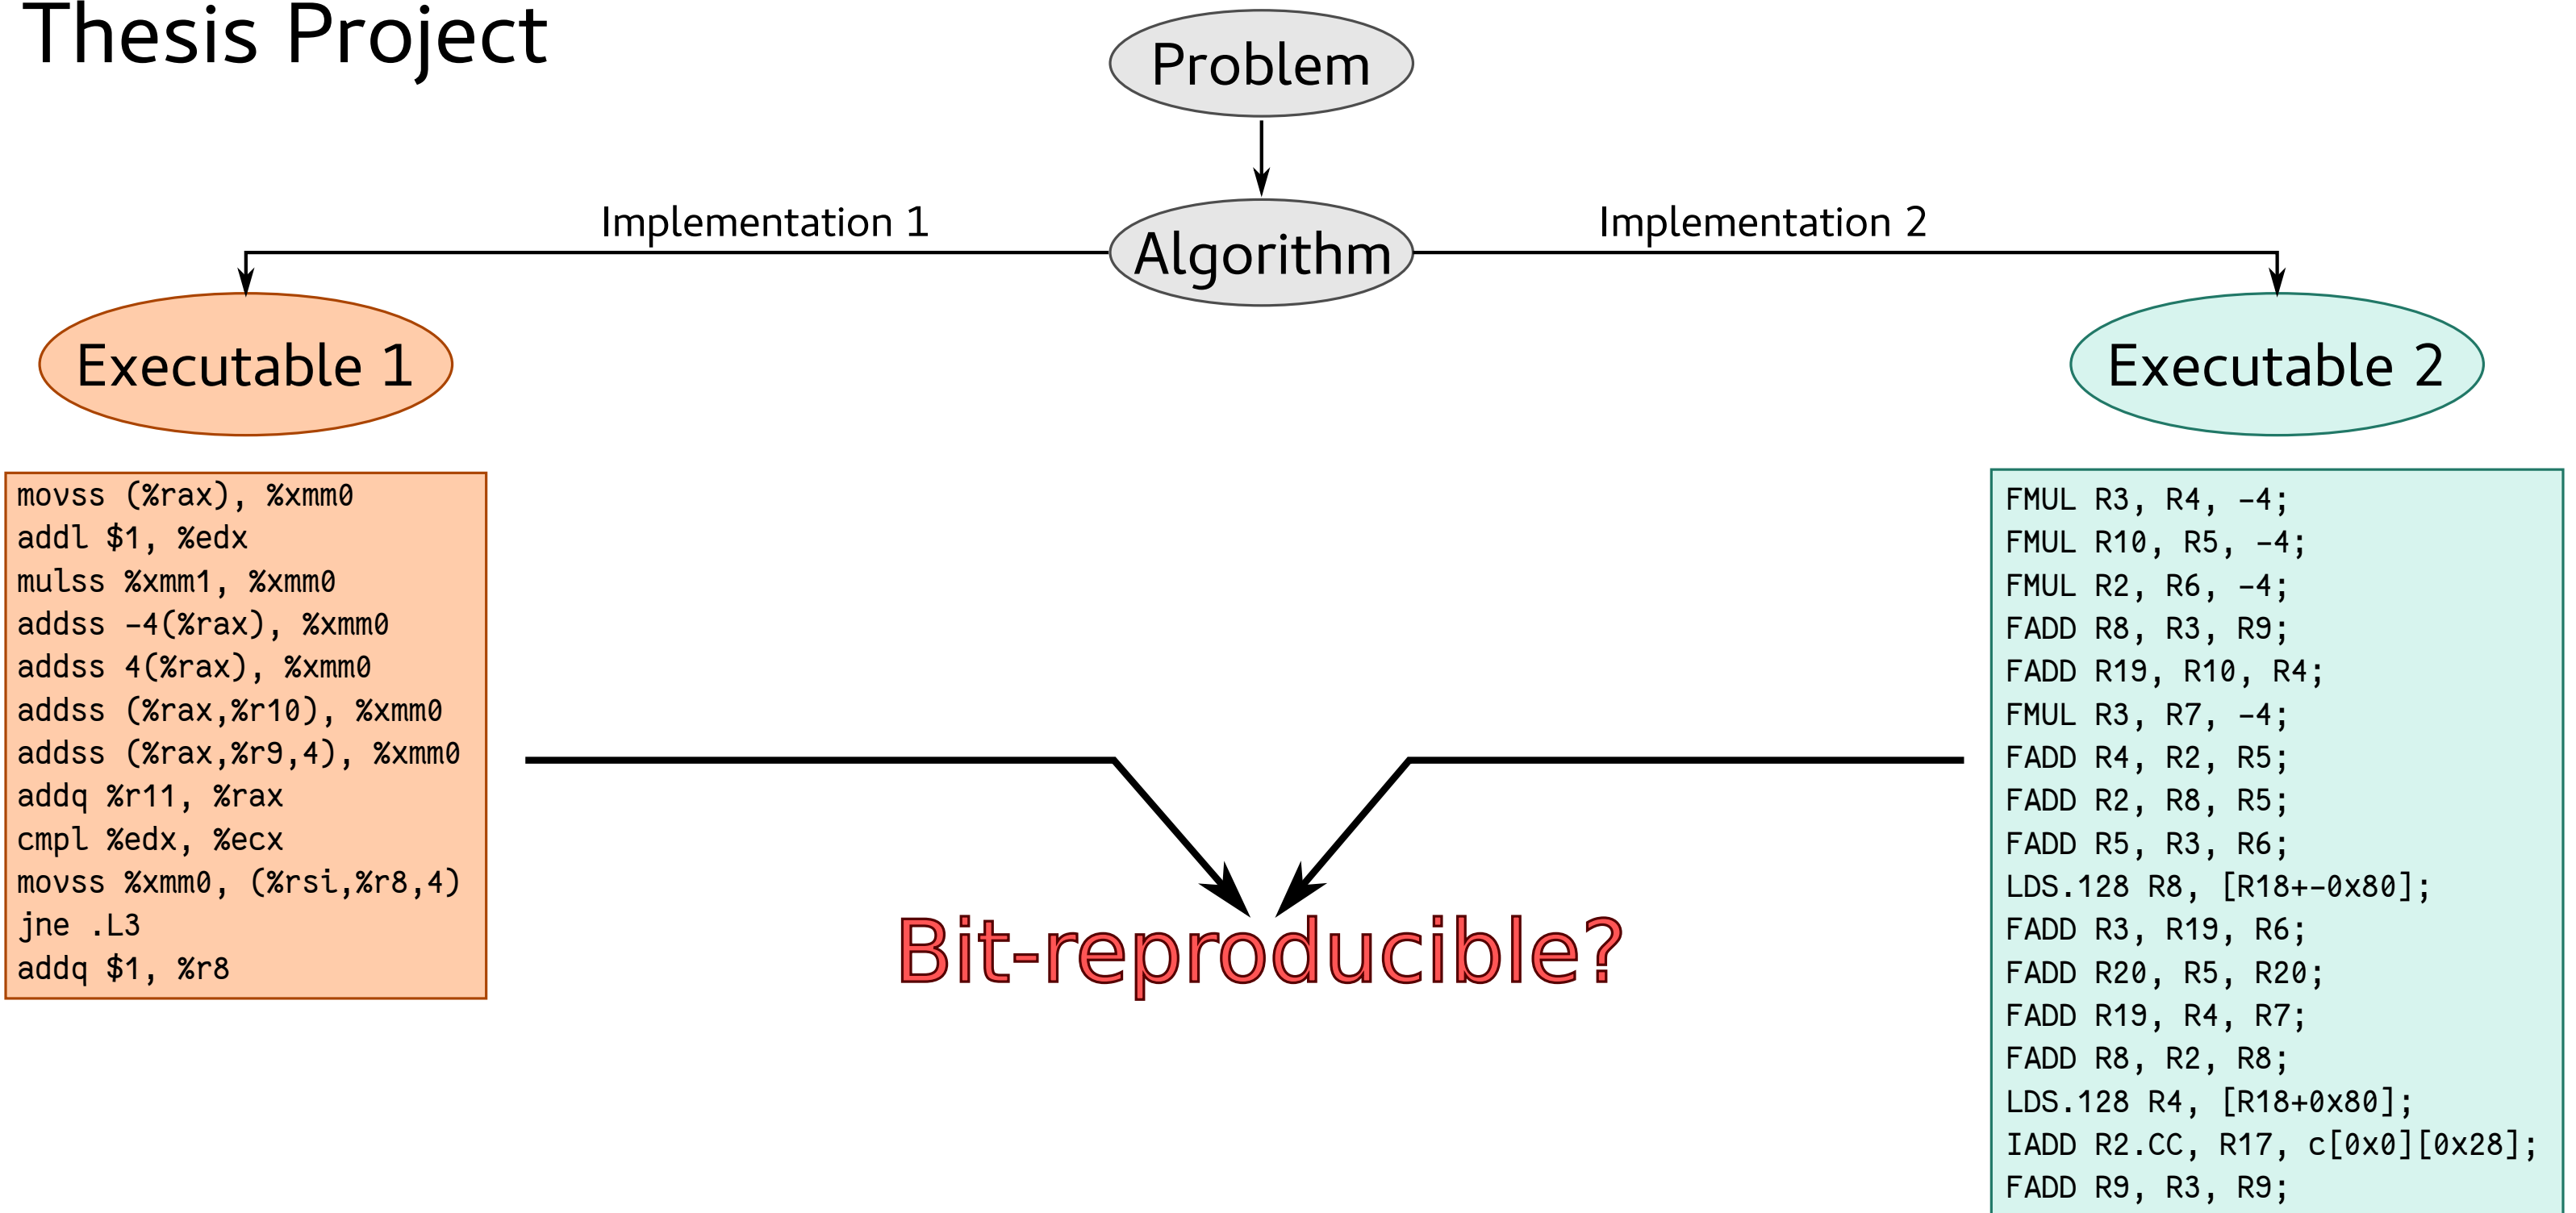 Thesis Project
Problem
Algorithm
Implementation 1
Implementation 2
Executable 1
Executable 2
movss (%rax), %xmm0
addl $1, %edx
mulss %xmm1, %xmm0
addss -4(%rax), %xmm0
addss 4(%rax), %xmm0
addss (%rax,%r10), %xmm0
addss (%rax,%r9,4), %xmm0
addq %r11, %rax
cmpl %edx, %ecx
movss %xmm0, (%rsi,%r8,4)
jne .L3
addq $1, %r8
FMUL R3, R4, -4;
FMUL R10, R5, -4;
FMUL R2, R6, -4;
FADD R8, R3, R9;
FADD R19, R10, R4;
FMUL R3, R7, -4;
FADD R4, R2, R5;
FADD R2, R8, R5;
FADD R5, R3, R6;
LDS.128 R8, [R18+-0x80];
FADD R3, R19, R6;
FADD R20, R5, R20;
FADD R19, R4, R7;
FADD R8, R2, R8;
LDS.128 R4, [R18+0x80];
IADD R2.CC, R17, c[0x0][0x28];
FADD R9, R3, R9;
Bit-reproducible?